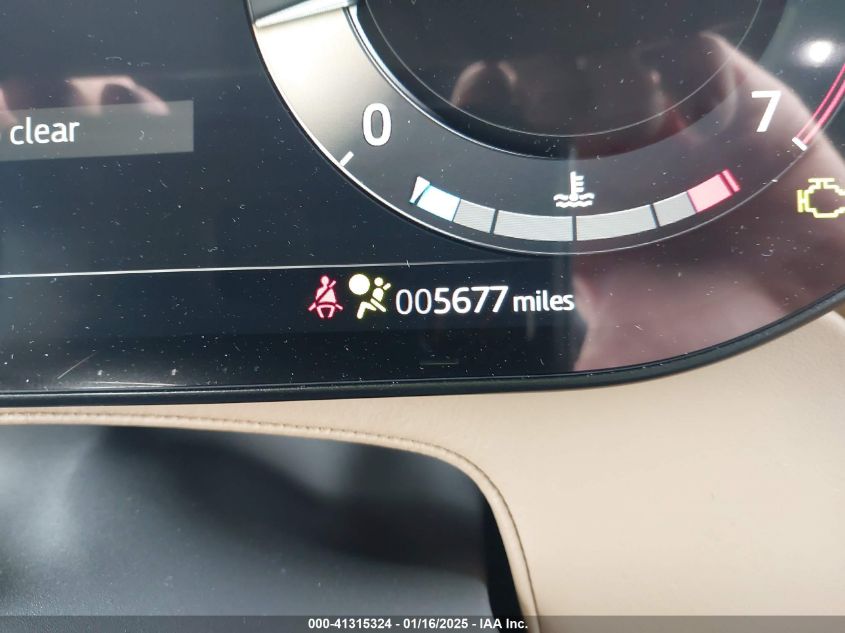 0
7
clear
005677 miles
000-41315324 - 01/16/2025 - IAA Inc.